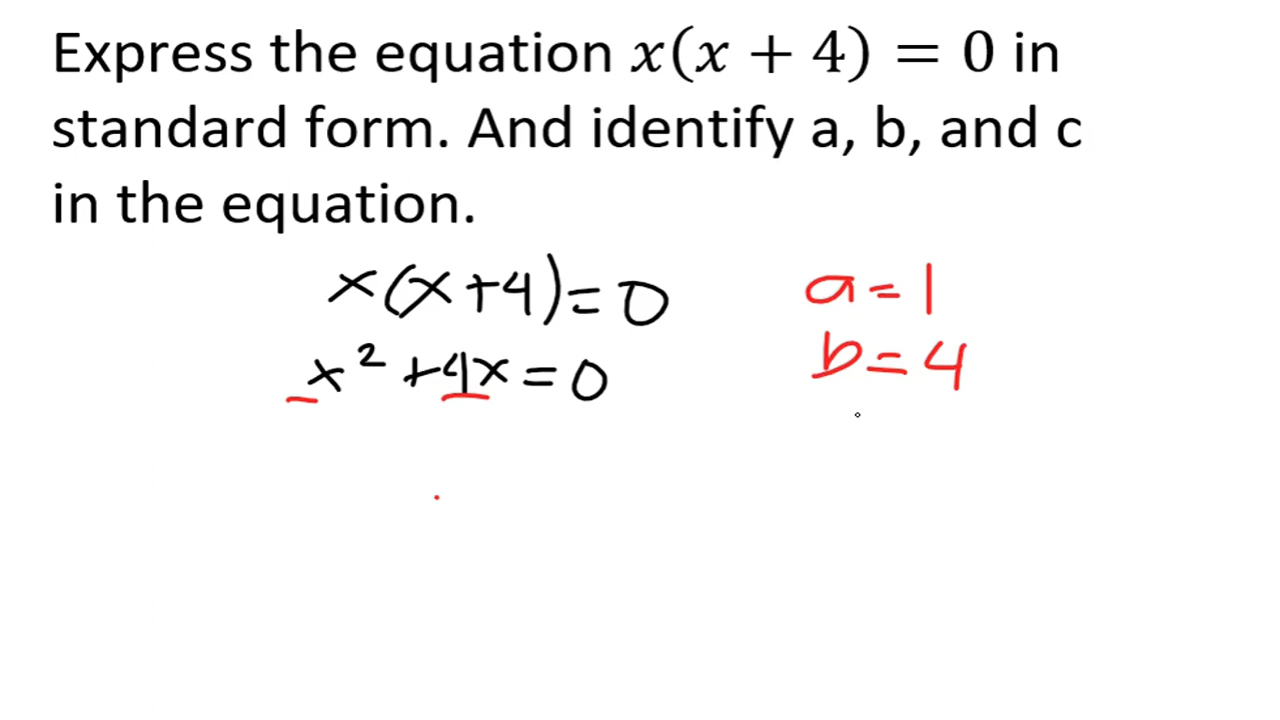 Express the equation x(x + 4) = 0 in
standard form. And identify a, b, and c
in the equation.
x(x+4)=0
a=1
x² +4x=0
b=4